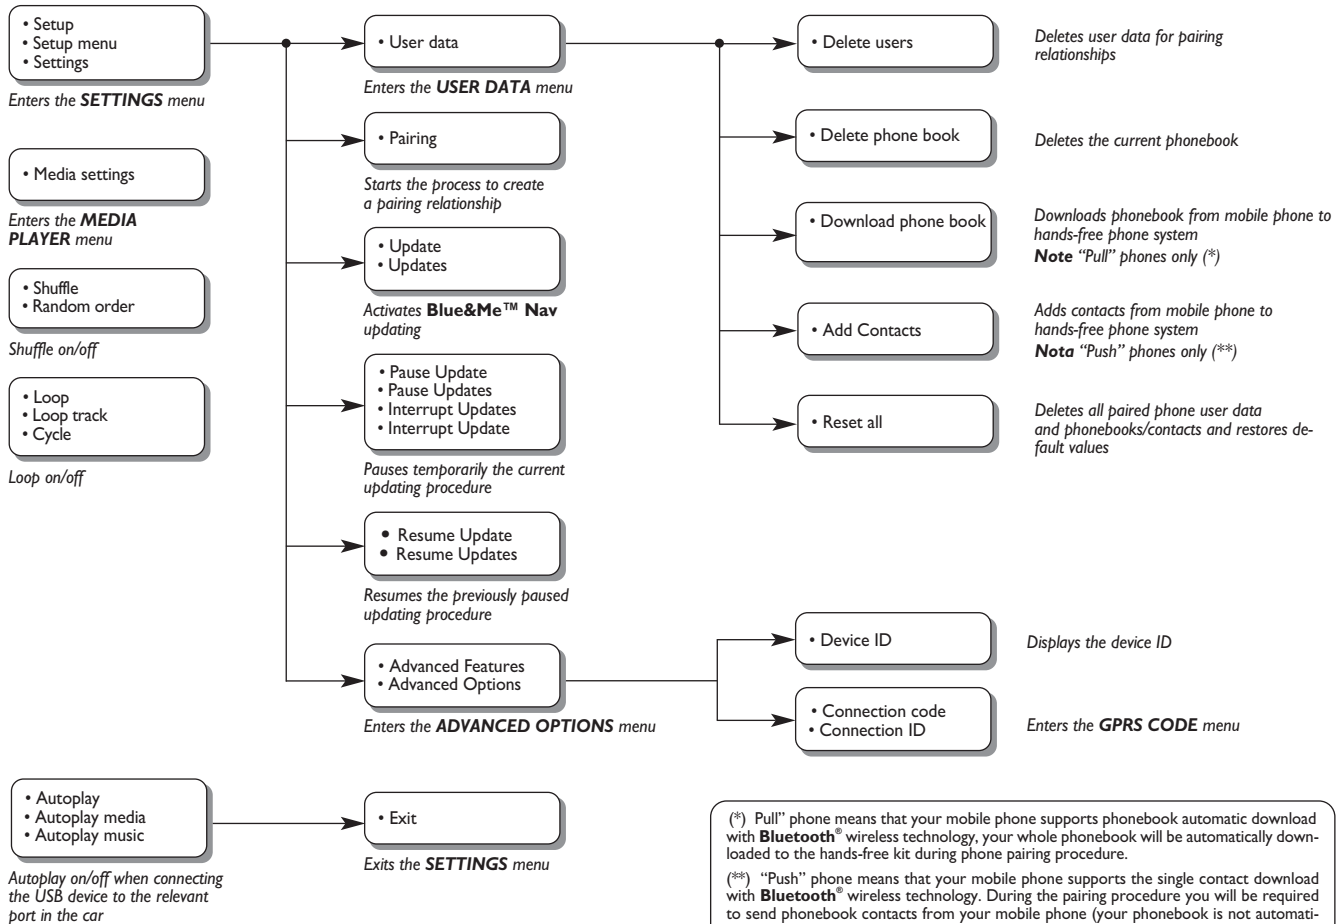 • Setup
• Setup menu
• Settings
Enters the SETTINGS menu
• Media settings
Enters the MEDIA
PLAYER menu
• Shuffle
• Random order
Shuffle on/off
• Loop
• Loop track
• Cycle
Loop on/off
• Autoplay
• Autoplay media
• Autoplay music
Autoplay on/off when connecting
the USB device to the relevant
port in the car
• User data
Enters the USER DATA menu
• Pairing
Starts the process to create
a pairing relationship
• Update
• Updates
Activates Blue&Me™ Nav
updating
• Pause Update
• Pause Updates
• Interrupt Updates
• Interrupt Update
Pauses temporarily the current
updating procedure
• Resume Update
• Resume Updates
Resumes the previously paused
updating procedure
• Advanced Features
• Advanced Options
Enters the ADVANCED OPTIONS menu
• Exit
Exits the SETTINGS menu
• Delete users
Deletes user data for pairing
relationships
• Delete phone book
Deletes the current phonebook
• Download phone book
Downloads phonebook from mobile phone to
hands-free phone system
Note “Pull” phones only (*)
• Add Contacts
Adds contacts from mobile phone to
hands-free phone system
Nota “Push” phones only (**)
• Reset all
Deletes all paired phone user data
and phonebooks/contacts and restores de-
fault values
• Device ID
Displays the device ID
• Connection code
• Connection ID
Enters the GPRS CODE menu
(*) Pull” phone means that your mobile phone supports phonebook automatic download
with Bluetooth® wireless technology, your whole phonebook will be automatically down-
loaded to the hands-free kit during phone pairing procedure.
(**) “Push” phone means that your mobile phone supports the single contact download
with Bluetooth® wireless technology. During the pairing procedure you will be required
to send phonebook contacts from your mobile phone (your phonebook is not automati-